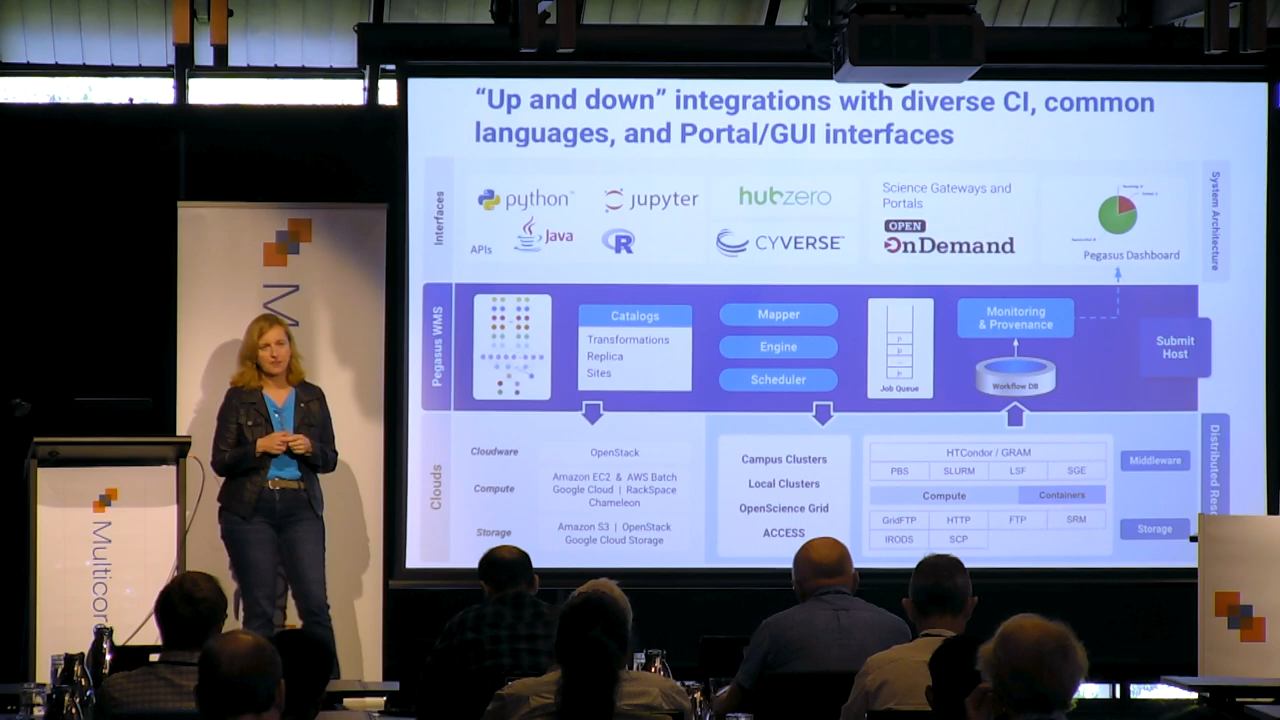 “Up and down” integrations with diverse CI, common
languages, and Portal/GUI interfaces
Interfaces
APIs
python™
Java
jupyter
R
hubzero
CYVERSE™
Science Gateways and
Portals
OPEN
OnDemand
Pegasus Dashboard
System Architecture
Pegasus WMS
Catalogs
Transformations
Replica
Sites
Mapper
Engine
Scheduler
Job Queue
Monitoring
& Provenance
Workflow DB
Submit
Host
Clouds
Cloudware
OpenStack
Compute
Amazon EC2 & AWS Batch
Google Cloud | RackSpace
Chameleon
Storage
Amazon S3 | OpenStack
Google Cloud Storage
Campus Clusters
Local Clusters
OpenScience Grid
ACCESS
HTCondor / GRAM
PBS SLURM LSF SGE
Compute Containers
GridFTP HTTP FTP SRM
IRODS SCP
Middleware
Storage
Distributed
M
Multicor